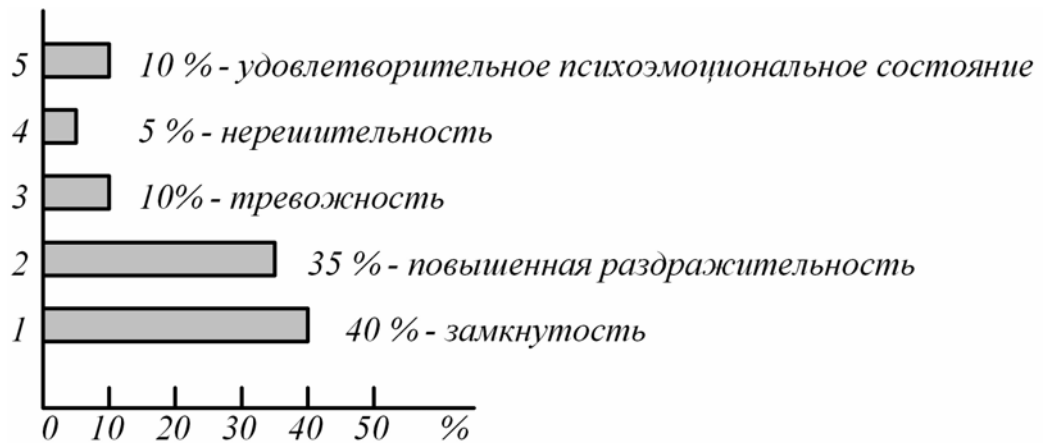 5 10 % - удовлетворительное психоэмоциональное состояние
4 5 % - нерешительность
3 10% - тревожность
2 35 % - повышенная раздражительность
1 40 % - замкнутость
0 10 20 30 40 50 %